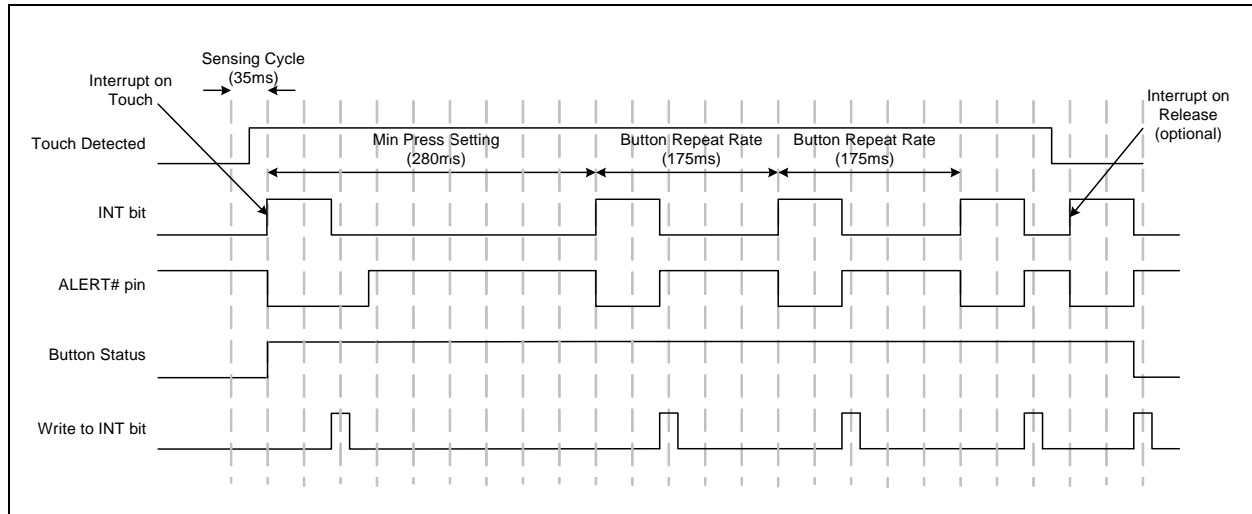 Sensing Cycle
(35ms)
Interrupt on
Touch
Interrupt on
Release
(optional)
Touch Detected
Min Press Setting
(280ms)
Button Repeat Rate
(175ms)
Button Repeat Rate
(175ms)
INT bit
ALERT# pin
Button Status
Write to INT bit